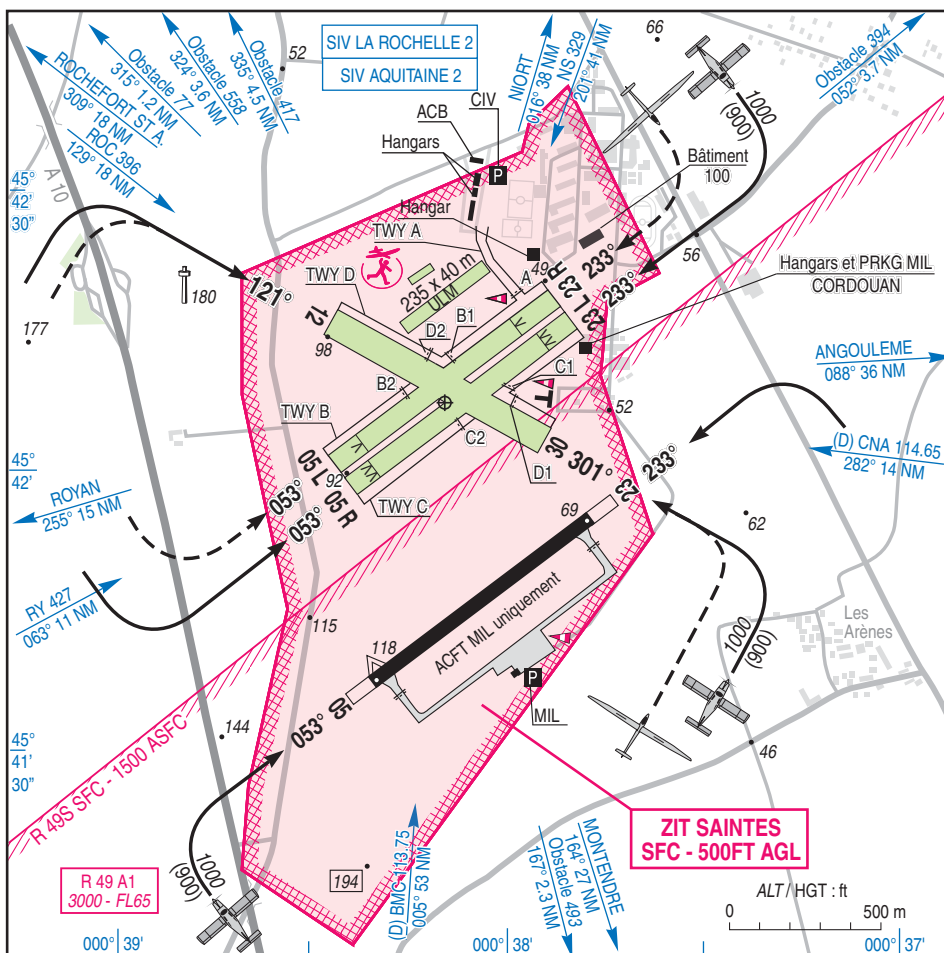 SIV LA ROCHELLE 2
SIV AQUITAINE 2
Obstacle 417
335° 4.5 NM
Obstacle 558
324° 3.6 NM
Obstacle 77
315° 1.2 NM
ROCHEFORT ST A.
309° 18 NM
ROC 396
129° 18 NM
A 10
52
NIORT
016° 38 NM
NS 329
201° 41 NM
66
1000
(900)
Obstacle 394
052° 3.7 NM
CIV
ACB
P
Hangars
Bâtiment
100
45°
42'
30"
Hangar
TWY A
TWY D
235 x 40 m
ULM
A
49
23 R
233°
23 L
233°
56
Hangars et PRKG MIL
CORDOUAN
180
121°
12
177
98
D2
B1
V
VV
C1
ANGOULEME
088° 36 NM
B2
T
52
TWY B
C2
(D) CNA 114.65
282° 14 NM
V
VV
30
301°
D1
233°
23
45°
42'
92
05 L
05 R
TWY C
053°
053°
ROYAN
255° 15 NM
69
62
RY 427
063° 11 NM
ACFT MIL uniquement
115
118
1000
(900)
Les
Arènes
P
MIL
05
053°
144
45°
41'
30"
46
R 49S SFC - 1500 ASFC
ZIT SAINTES
SFC - 500FT AGL
R 49 A1
3000 - FL65
1000
(900)
194
(D) BMC 113.75
005° 53 NM
MONTENDRE
164° 27 NM
Obstacle 493
167° 2.3 NM
ALT / HGT : ft
0 500 m
000° 39'
000° 38'
000° 37'